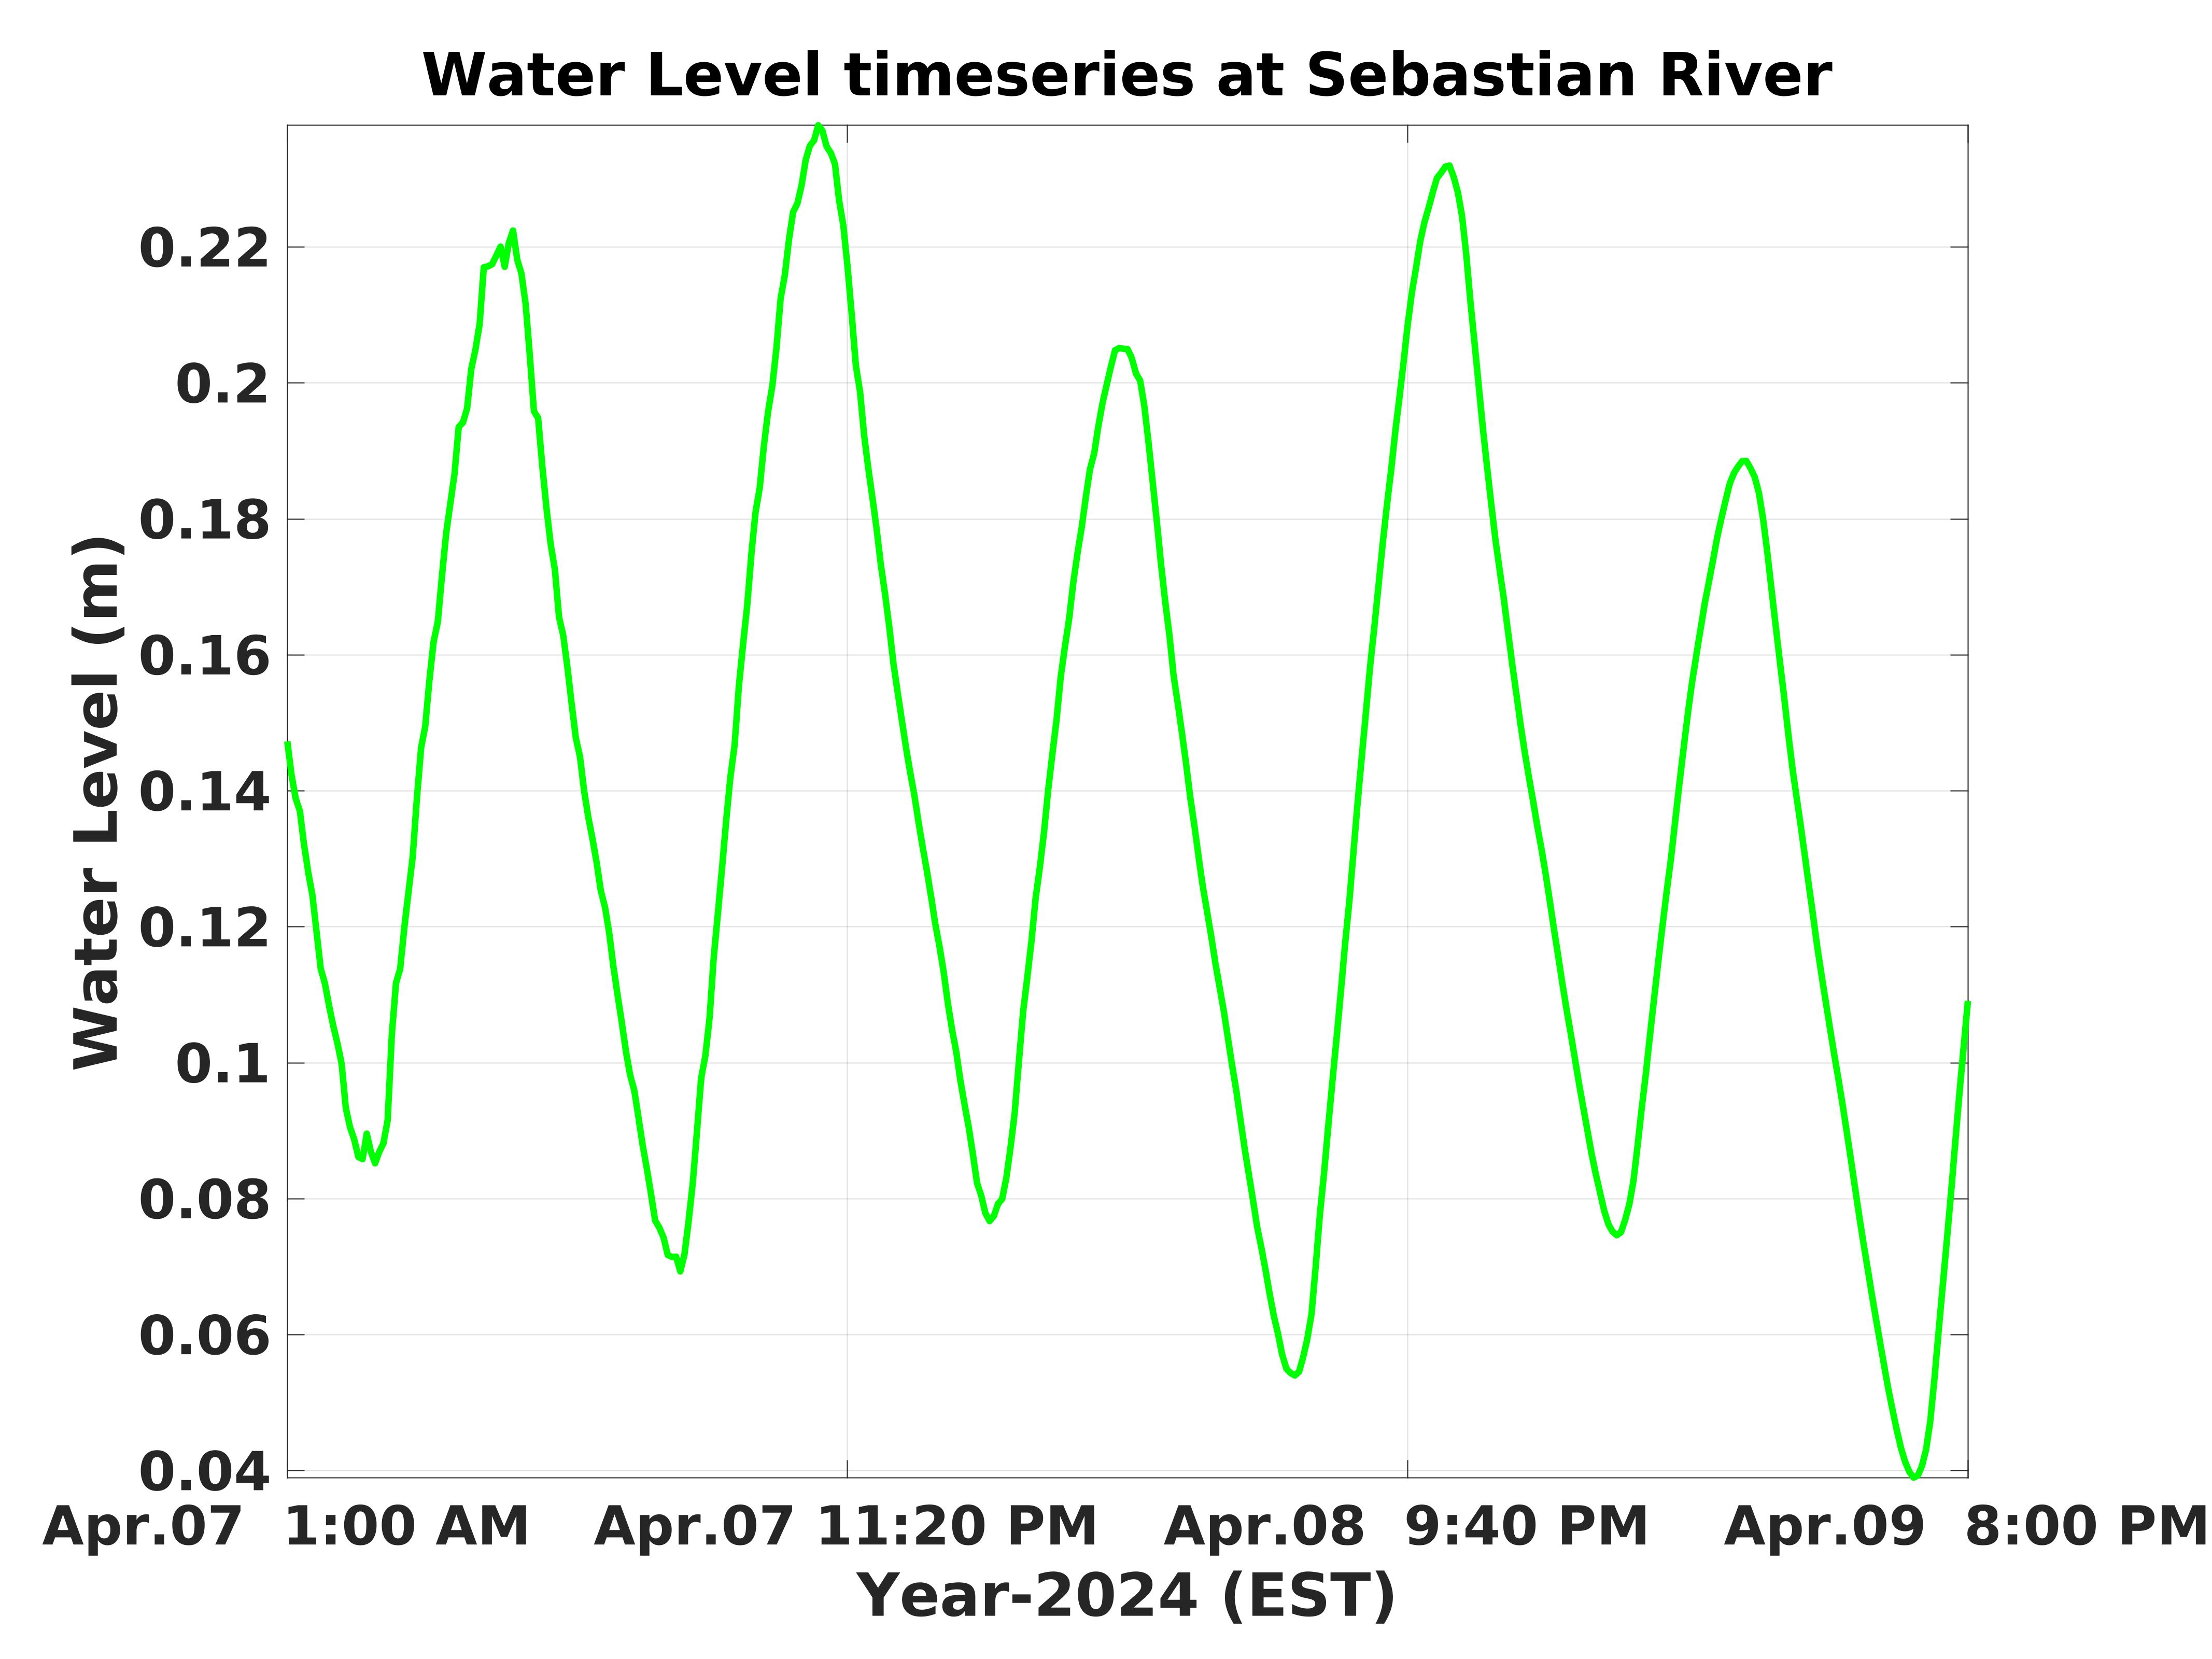 Water Level timeseries at Sebastian River
Water Level (m)
0.22
0.2
0.18
0.16
0.14
0.12
0.1
0.08
0.06
0.04
Apr.07 1:00 AM
Apr.07 11:20 PM
Apr.08 9:40 PM
Apr.09 8:00 PM
Year-2024 (EST)